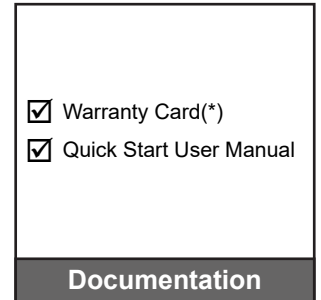 ☑ Warranty Card(*)
☑ Quick Start User Manual
Documentation